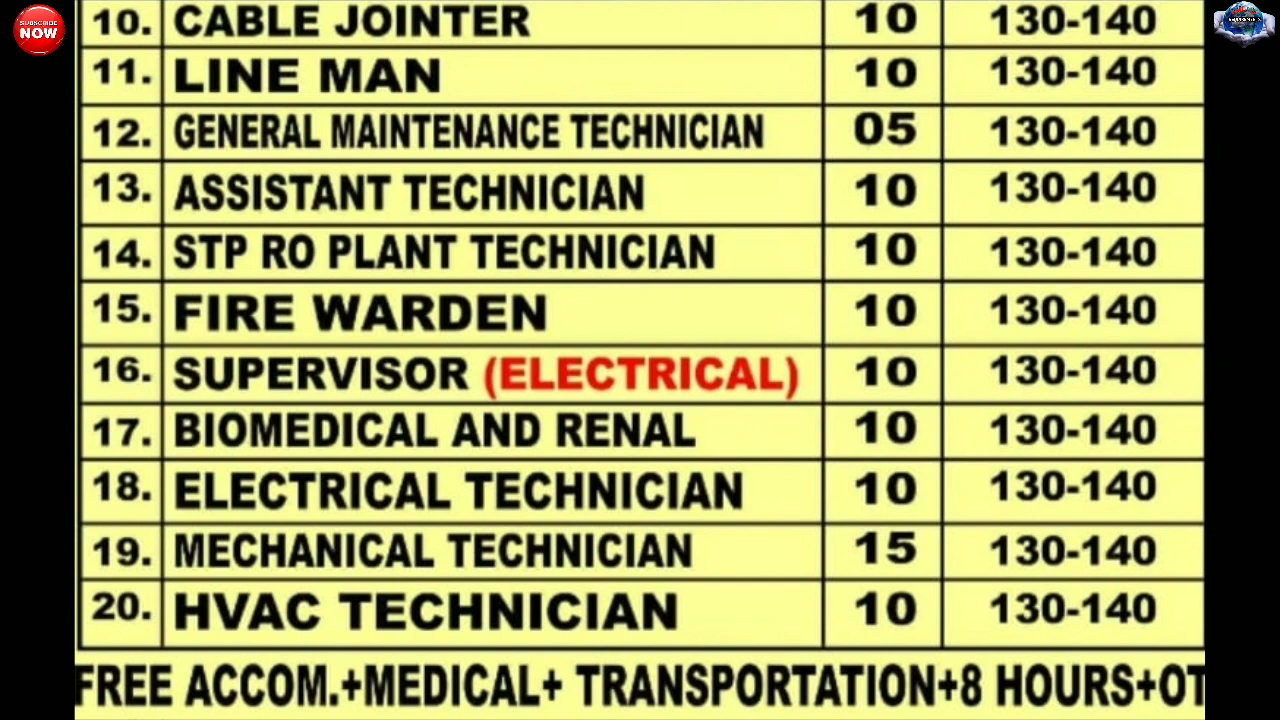 SUBSCRIBE
NOW
10. CABLE JOINTER 10 130-140
11. LINE MAN 10 130-140
12. GENERAL MAINTENANCE TECHNICIAN 05 130-140
13. ASSISTANT TECHNICIAN 10 130-140
14. STP RO PLANT TECHNICIAN 10 130-140
15. FIRE WARDEN 10 130-140
16. SUPERVISOR (ELECTRICAL) 10 130-140
17. BIOMEDICAL AND RENAL 10 130-140
18. ELECTRICAL TECHNICIAN 10 130-140
19. MECHANICAL TECHNICIAN 15 130-140
20. HVAC TECHNICIAN 10 130-140
FREE ACCOM.+MEDICAL+ TRANSPORTATION+8 HOURS+OT